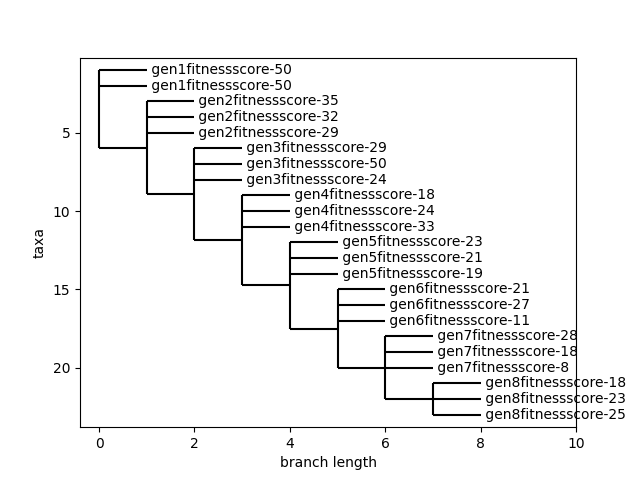 gen1fitnessscore-50
gen1fitnessscore-50
gen2fitnessscore-35
gen2fitnessscore-32
gen2fitnessscore-29
gen3fitnessscore-29
gen3fitnessscore-50
gen3fitnessscore-24
gen4fitnessscore-18
gen4fitnessscore-24
gen4fitnessscore-33
gen5fitnessscore-23
gen5fitnessscore-21
gen5fitnessscore-19
gen6fitnessscore-21
gen6fitnessscore-27
gen6fitnessscore-11
gen7fitnessscore-28
gen7fitnessscore-18
gen7fitnessscore-8
gen8fitnessscore-18
gen8fitnessscore-23
gen8fitnessscore-25
5
10
15
20
taxa
0 2 4 6 8 10
branch length